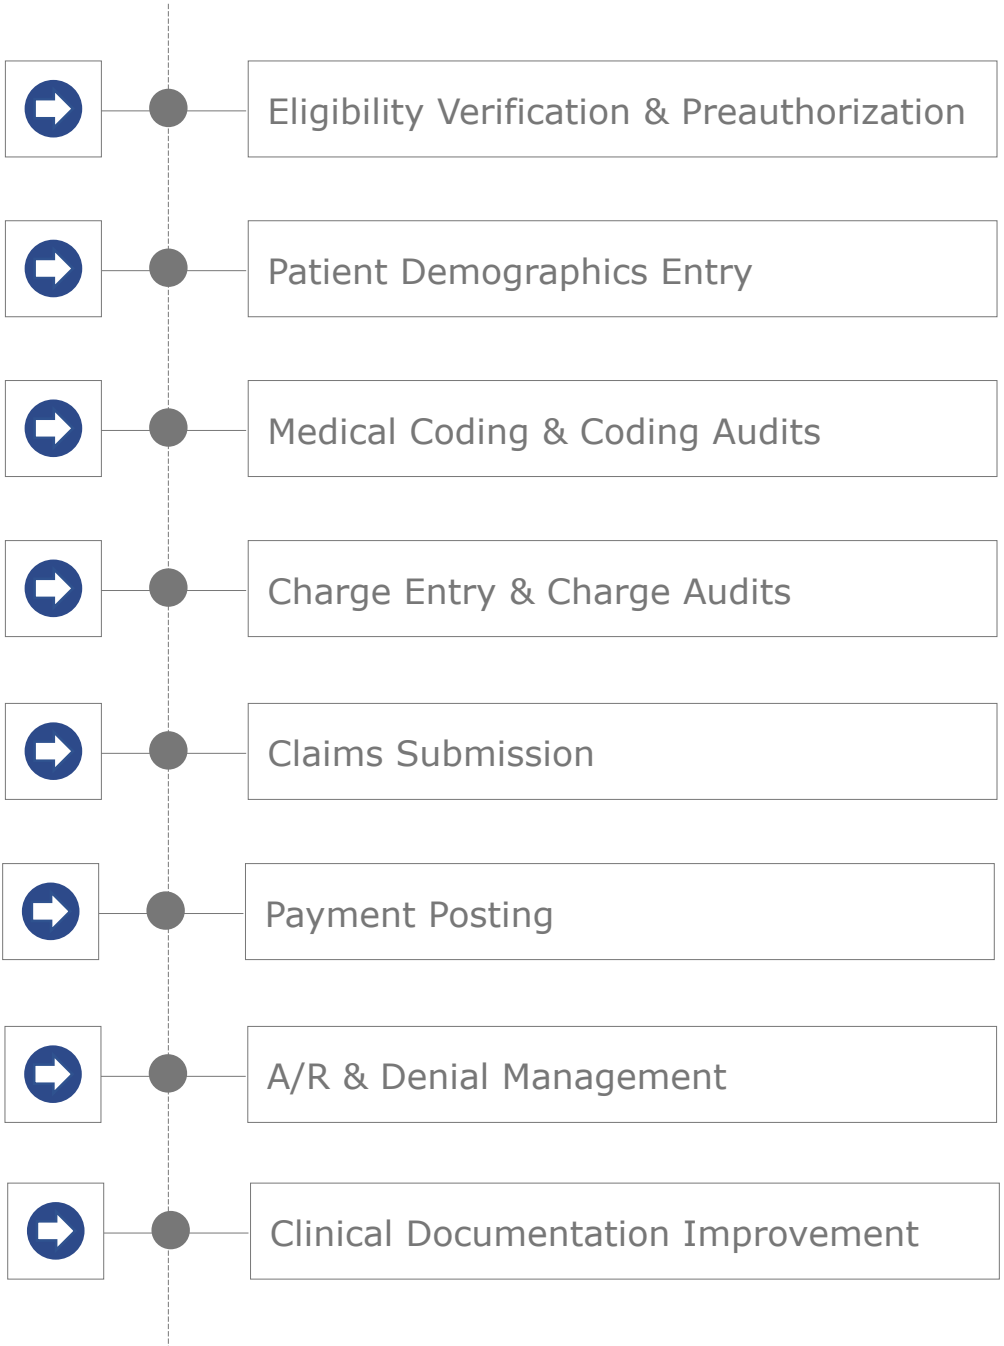 Eligibility Verification & Preauthorization
Patient Demographics Entry
Medical Coding & Coding Audits
Charge Entry & Charge Audits
Claims Submission
Payment Posting
A/R & Denial Management
Clinical Documentation Improvement